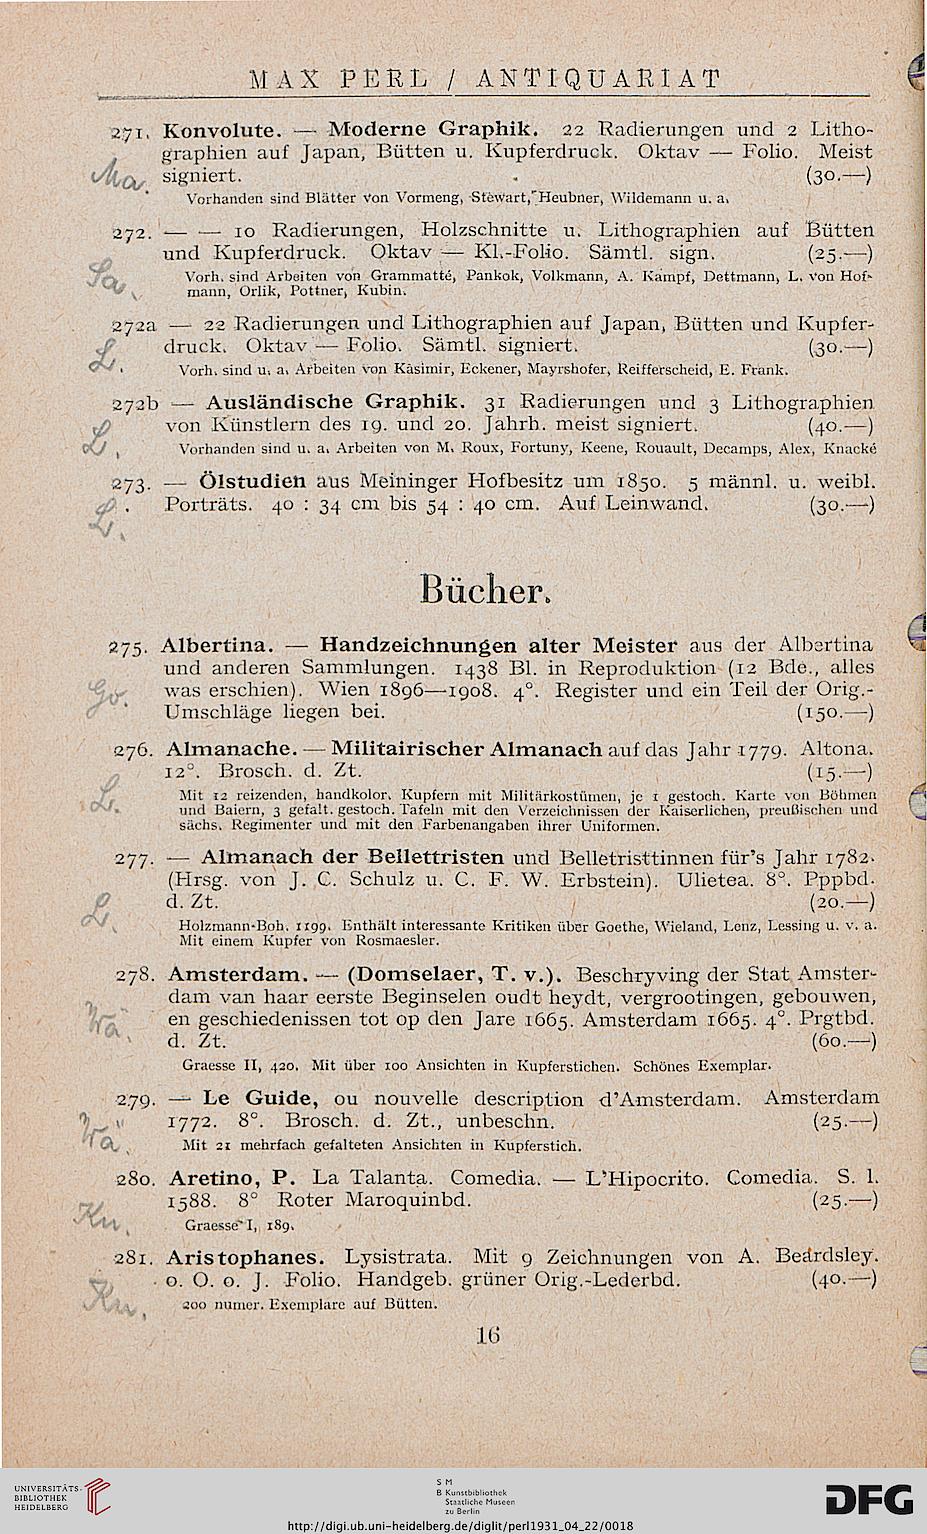 MAX PERL / ANTIQUARIAT
271. Konvolute. — Moderne Graphik. 22 Radierungen und 2 Litho-
graphien auf Japan, Bütten u. Kupferdruck. Oktav — Folio. Meist
signiert. (30.—)
Ma.
Vorhanden sind Blätter von Vormeng, Stewart, Heubner, Wildemann u. a.
272. — — 10 Radierungen, Holzschnitte u. Lithographien auf Bütten
und Kupferdruck. Oktav — Kl.-Folio. Sämtl. sign. (25.—)
Vorh. sind Arbeiten von Grammatté, Pankok, Volkmann, A. Kampf, Dettmann, L. von Hof-
mann, Orlik, Pottner, Kubin.
272a — 22 Radierungen und Lithographien auf Japan, Bütten und Kupfer-
druck. Oktav — Folio. Sämtl. signiert. (30.—)
L.
Vorh. sind u. a. Arbeiten von Kasimir, Eckener, Mayrshofer, Reifferscheid, E. Frank.
272b — Ausländische Graphik. 31 Radierungen und 3 Lithographien
von Künstlern des 19. und 20. Jahrh. meist signiert. (40.—)
L.
Vorhanden sind u. a. Arbeiten von M. Roux, Fortuny, Keene, Rouault, Decamps, Alex, Knacké
273. — Ölstudien aus Meininger Hofbesitz um 1850. 5 männl. u. weibl.
Porträts. 40 : 34 cm bis 54 : 40 cm. Auf Leinwand. (30.—)
L.
Bücher.
275. Albertina. — Handzeichnungen alter Meister aus der Albertina
und anderen Sammlungen. 1438 Bl. in Reproduktion (12 Bde., alles
was erschien). Wien 1896—1908. 4°. Register und ein Teil der Orig.-
Go.
Umschläge liegen bei. (150.—)
276. Almanache. — Militairischer Almanach auf das Jahr 1779. Altona.
12°. Brosch. d. Zt. (15.—)
L.
Mit 12 reizenden, handkolor. Kupfern mit Militärkostümen, je 1 gestoch. Karte von Böhmen
und Baiern, 3 gefalt. gestoch. Tafeln mit den Verzeichnissen der Kaiserlichen, preußischen und
sächs. Regimenter und mit den Farbenangaben ihrer Uniformen.
277. — Almanach der Bellettristen und Belletristtinnen für's Jahr 1782.
(Hrsg. von J. C. Schulz u. C. F. W. Erbstein). Ulietea. 8°. Pppbd.
d. Zt. (20.—)
L.
Holzmann-Boh. 1199. Enthält interessante Kritiken über Goethe, Wieland, Lenz, Lessing u. v. a.
Mit einem Kupfer von Rosmaesler.
278. Amsterdam. — (Domselaer, T. v.). Beschryving der Stat Amster-
dam van haar eerste Beginselen oudt heydt, vergrootingen, gebouwen,
en geschiedenissen tot op den Jare 1665. Amsterdam 1665. 4°. Prgtbd.
Wä.
d. Zt. (60.—)
Graesse II, 420. Mit über 100 Ansichten in Kupferstichen. Schönes Exemplar.
279. — Le Guide, ou nouvelle description d'Amsterdam. Amsterdam
1772. 8°. Brosch. d. Zt., unbeschn. (25.—)
Wä.
Mit 21 mehrfach gefalteten Ansichten in Kupferstich.
280. Aretino, P. La Talanta. Comedia. — L'Hipocrito. Comedia. S. l.
1588. 8° Roter Maroquinbd. (25.—)
Ku.
Graesse I, 189.
281. Aristophanes. Lysistrata. Mit 9 Zeichnungen von A. Beardsley.
o. O. o. J. Folio. Handgeb. grüner Orig.-Lederbd. (40.—)
Ku.
200 numer. Exemplare auf Bütten.
16
UNIVERSITÄTS-
BIBLIOTHEK
HEIDELBERG
S M
B Kunstbibliothek
Staatliche Museen
zu Berlin
DFG
http://digi.ub.uni-heidelberg.de/diglit/perl1931_04_22/0018